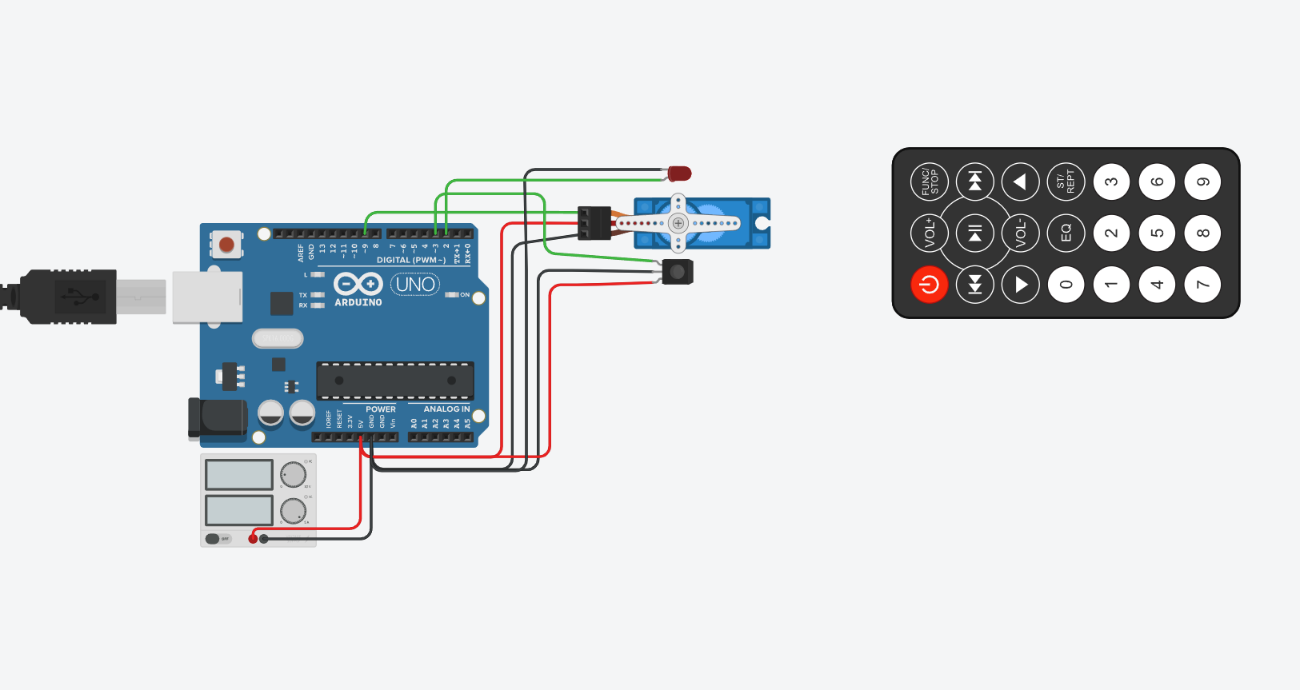 AREF
GND
13
12
~11
~10
~9
8
7
~6
~5
4
~3
2
TX→1
RX←0
DIGITAL (PWM~)
L
TX
RX
ARDUINO
UNO
ON
POWER
ANALOG IN
IOREF
RESET
3.3V
5V
GND
GND
Vin
A0
A1
A2
A3
A4
A5
FUNC/
STOP
ST/
REPT
3
6
9
VOL+
VOL-
EQ
2
5
8
0
1
4
7